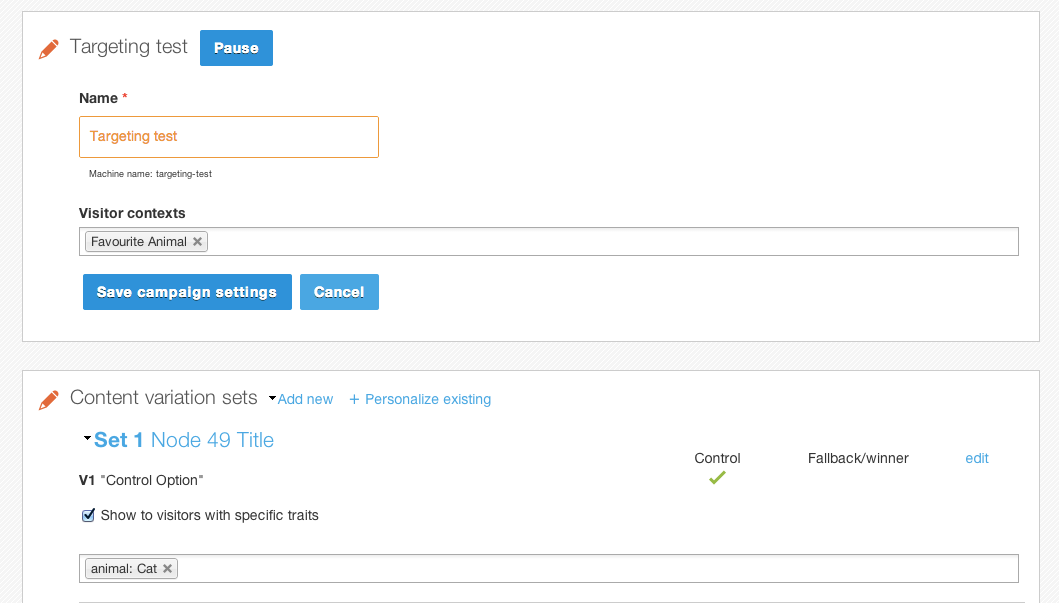 Targeting test Pause
Name *
Targeting test
Machine name: targeting-test
Visitor contexts
Favourite Animal ×
Save campaign settings Cancel
Content variation sets Add new + Personalize existing
Set 1 Node 49 Title
Control Fallback/winner edit
V1 "Control Option"
Show to visitors with specific traits
animal: Cat ×